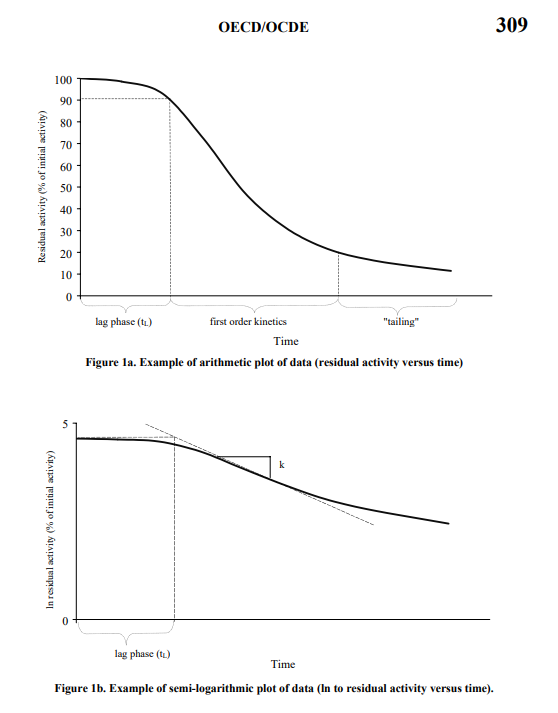 OECD/OCDE
309
Residual activity (% of initial activity)
100
90
80
70
60
50
40
30
20
10
0
lag phase (tL)
first order kinetics
"tailing"
Time
Figure 1a. Example of arithmetic plot of data (residual activity versus time)
ln residual activity (% of initial activity)
5
k
0
lag phase (tL)
Time
Figure 1b. Example of semi-logarithmic plot of data (ln to residual activity versus time).